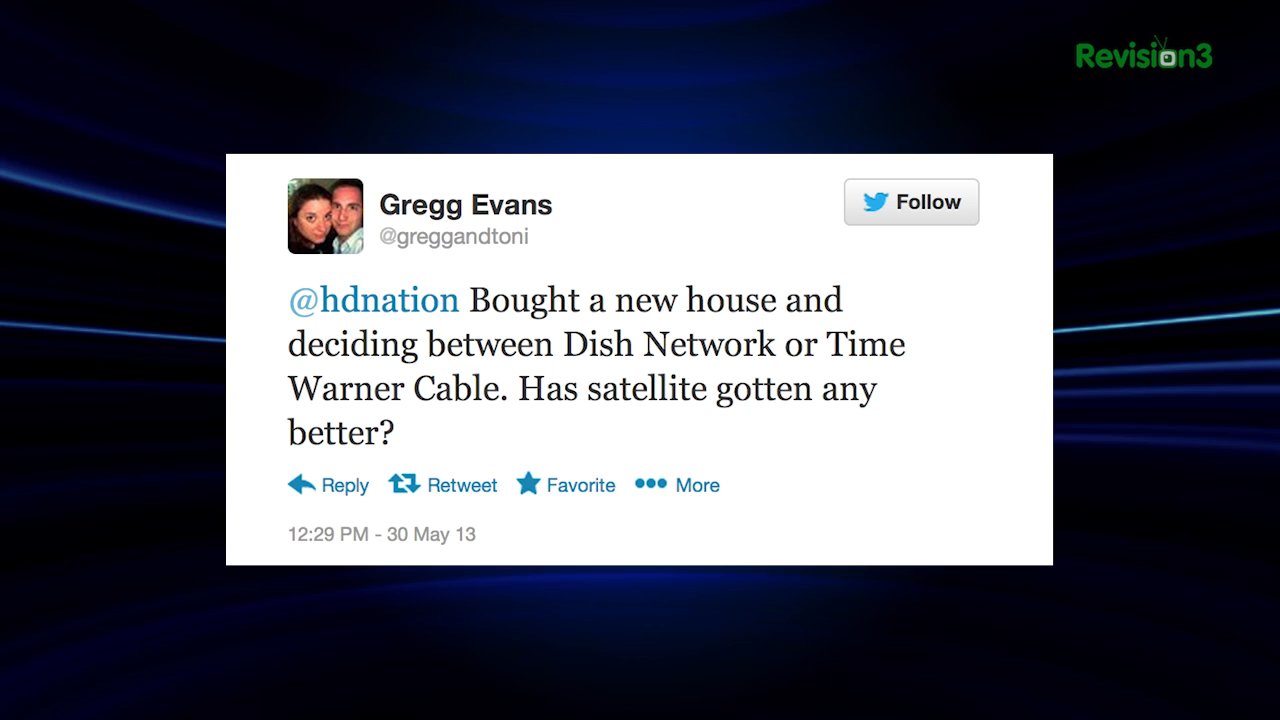 Revision3
Gregg Evans
Follow
@greggandtoni
@hdnation Bought a new house and
deciding between Dish Network or Time
Warner Cable. Has satellite gotten any
better?
Reply Retweet Favorite More
12:29 PM - 30 May 13